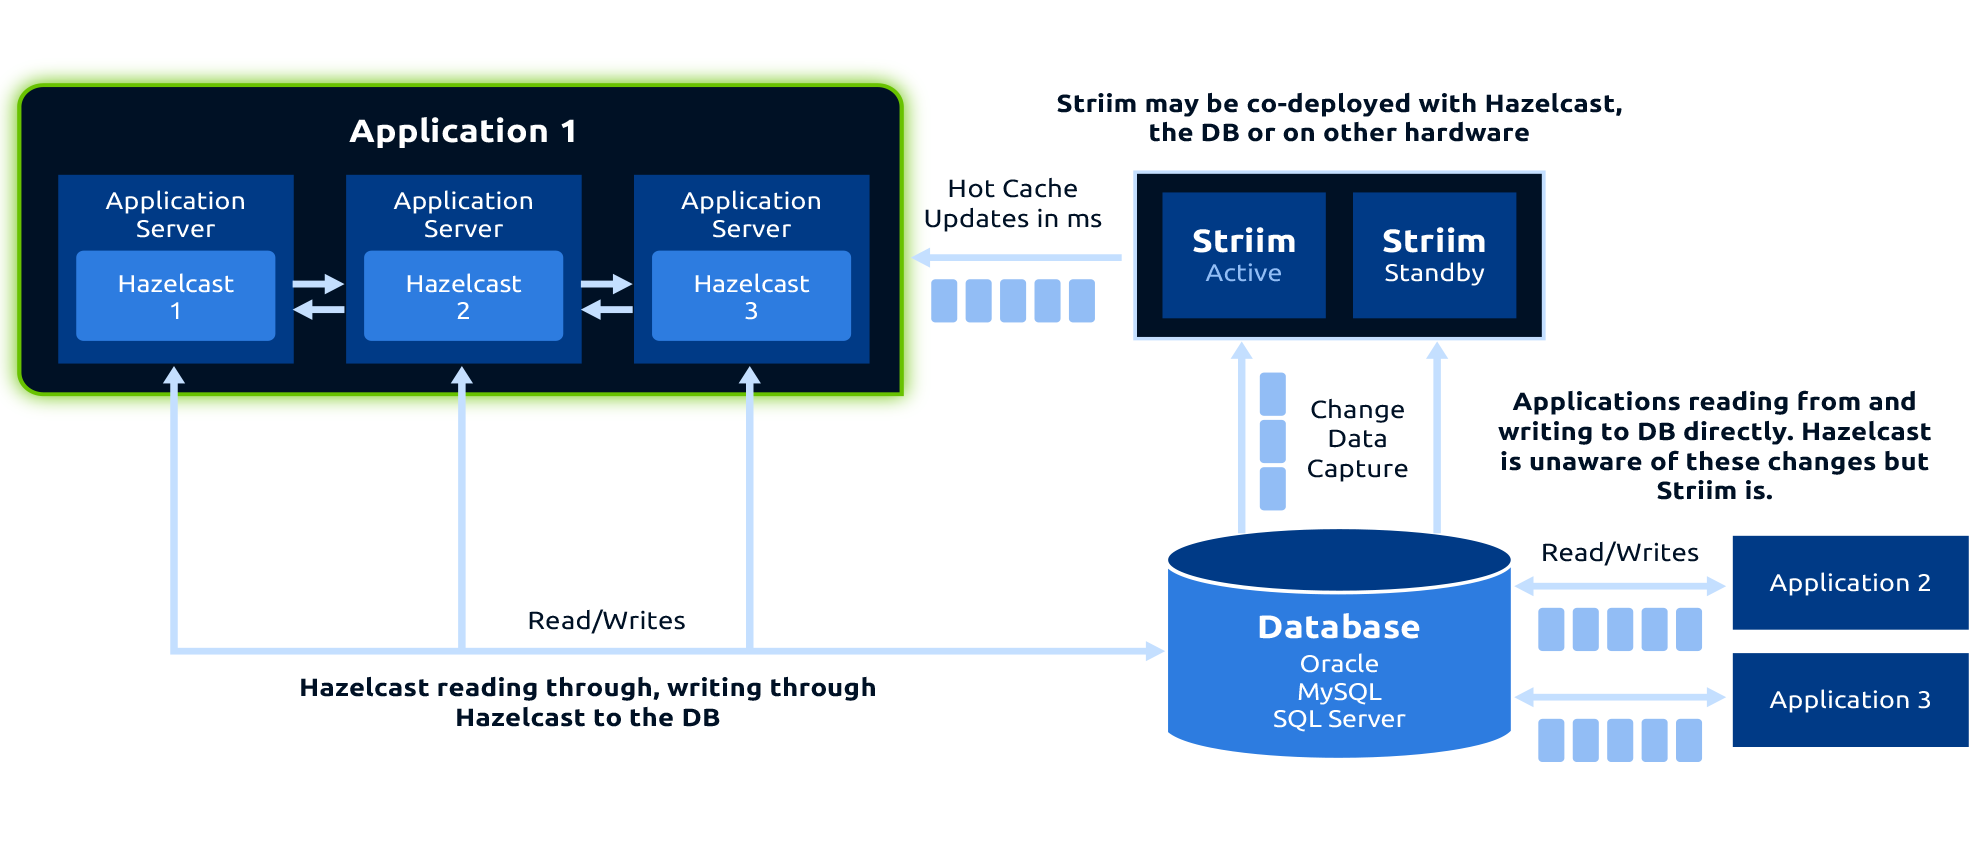 Application 1
Application
Server
Hazelcast
1
Application
Server
Hazelcast
2
Application
Server
Hazelcast
3
Hot Cache
Updates in ms
Striim may be co-deployed with Hazelcast,
the DB or on other hardware
Striim
Active
Striim
Standby
Change
Data
Capture
Applications reading from and
writing to DB directly. Hazelcast
is unaware of these changes but
Striim is.
Read/Writes
Application 2
Application 3
Database
Oracle
MySQL
SQL Server
Read/Writes
Hazelcast reading through, writing through
Hazelcast to the DB